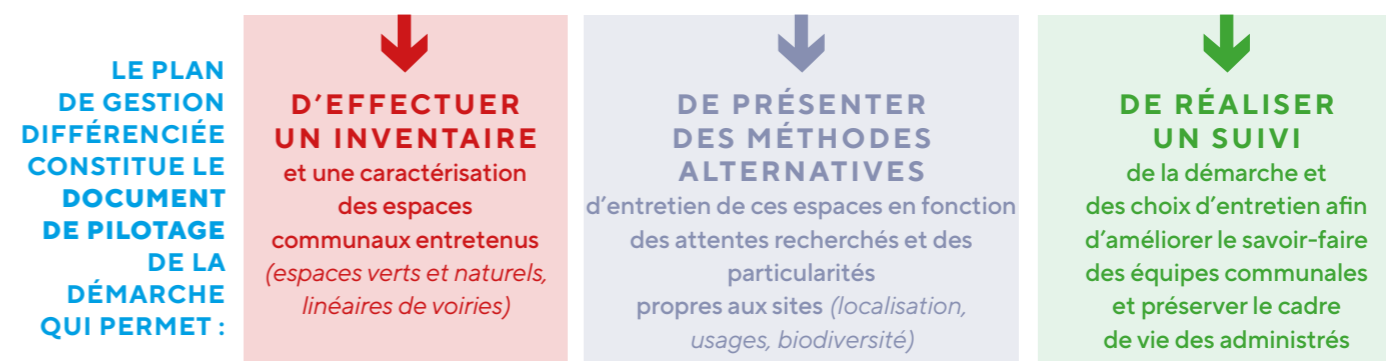 LE PLAN
DE GESTION
DIFFÉRENCIÉE
CONSTITUE LE
DOCUMENT
DE PILOTAGE
DE LA
DÉMARCHE
QUI PERMET :
D'EFFECTUER
UN INVENTAIRE
et une caractérisation
des espaces
communaux entretenus
(espaces verts et naturels,
linéaires de voiries)
DE PRÉSENTER
DES MÉTHODES
ALTERNATIVES
d'entretien de ces espaces en fonction
des attentes recherchés et des
particularités
propres aux sites (localisation,
usages, biodiversité)
DE RÉALISER
UN SUIVI
de la démarche et
des choix d'entretien afin
d'améliorer le savoir-faire
des équipes communales
et préserver le cadre
de vie des administrés